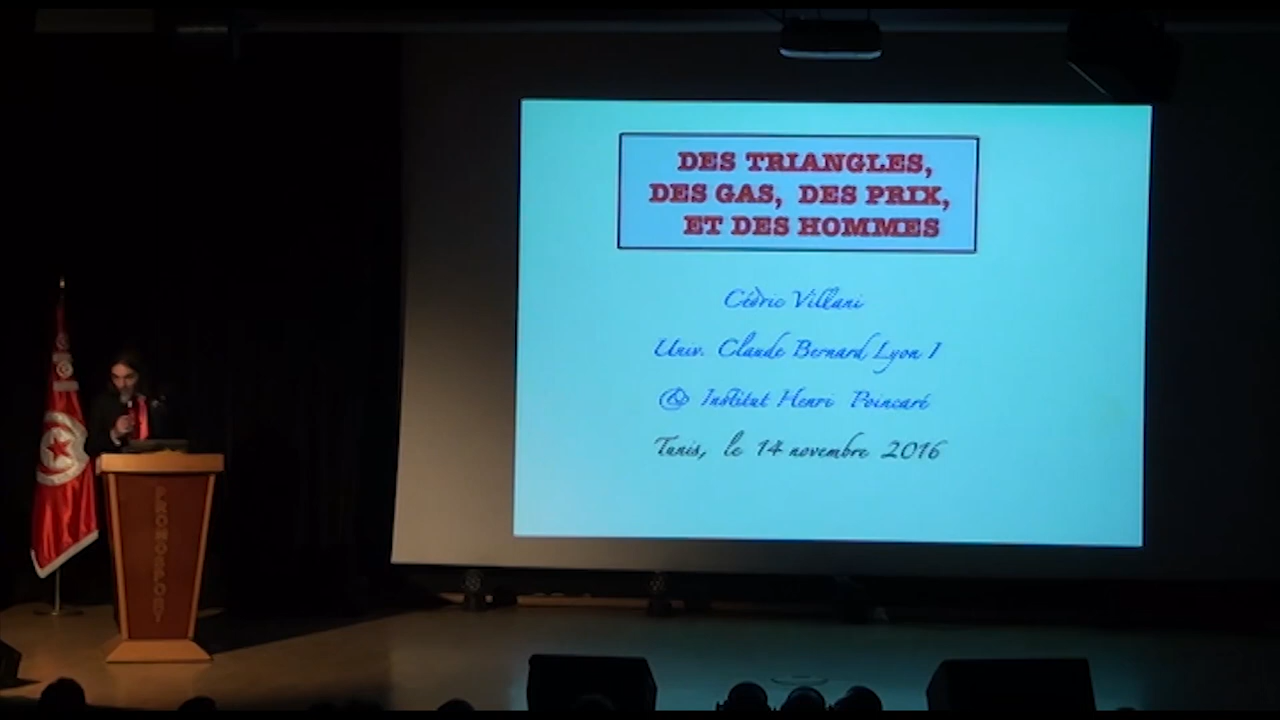 DES TRIANGLES,
DES GAS, DES PRIX,
ET DES HOMMES
Cédric Villani
Univ. Claude Bernard Lyon I
& Institut Henri Poincaré
Tunis, le 14 novembre 2016
PROMOSPORT